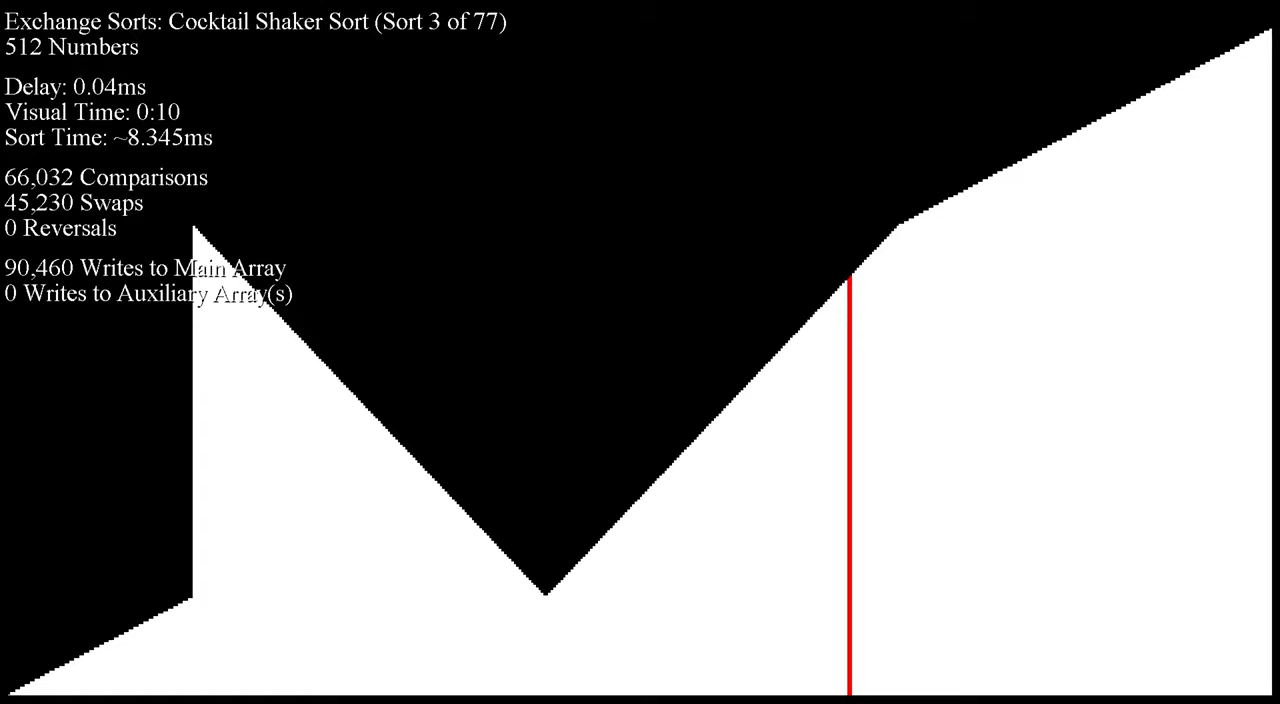 Exchange Sorts: Cocktail Shaker Sort (Sort 3 of 77)
512 Numbers
Delay: 0.04ms
Visual Time: 0:10
Sort Time: ~8.345ms
66,032 Comparisons
45,230 Swaps
0 Reversals
90,460 Writes to Main Array
0 Writes to Auxiliary Array(s)